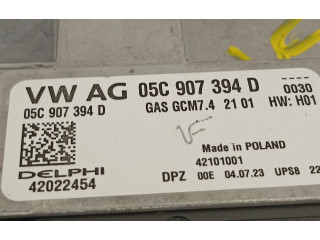 VW AG 05C 907 394 D 0030
05C 907 394 D GAS GCM7.4 21 01 HW: H01
Made in POLAND
DELPHI 42101001
42022454 DPZ 00E 04.07.23 UPS8 22